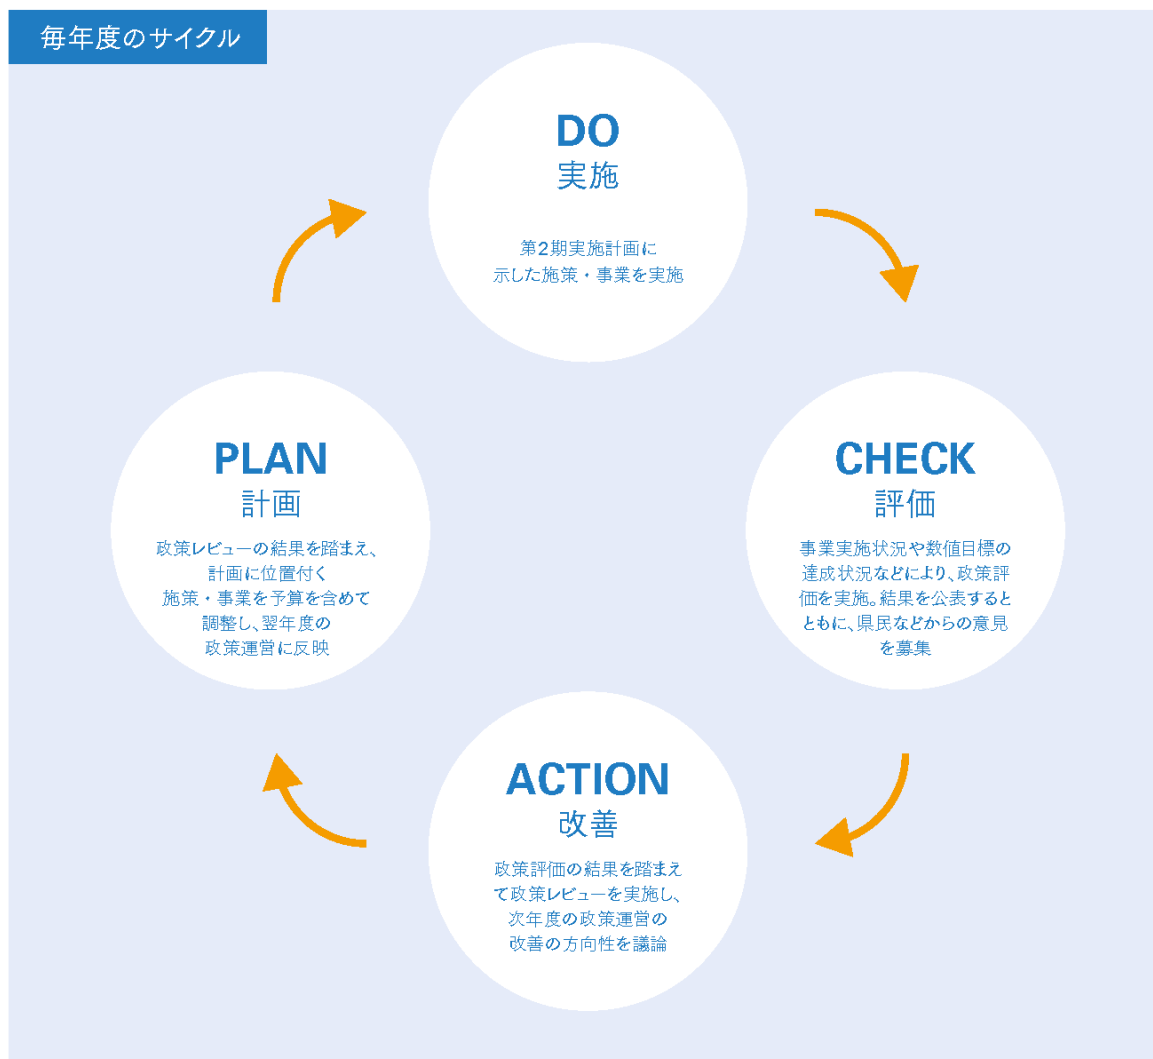 毎年度のサイクル
DO
実施
第2期実施計画に
示した施策・事業を実施
PLAN
計画
政策レビューの結果を踏まえ、
計画に位置付く
施策・事業を予算を含めて
調整し、翌年度の
政策運営に反映
CHECK
評価
事業実施状況や数値目標の
達成状況などにより、政策評
価を実施。結果を公表すると
ともに、県民などからの意見
を募集
ACTION
改善
政策評価の結果を踏まえ
て政策レビューを実施し、
次年度の政策運営の
改善の方向性を議論